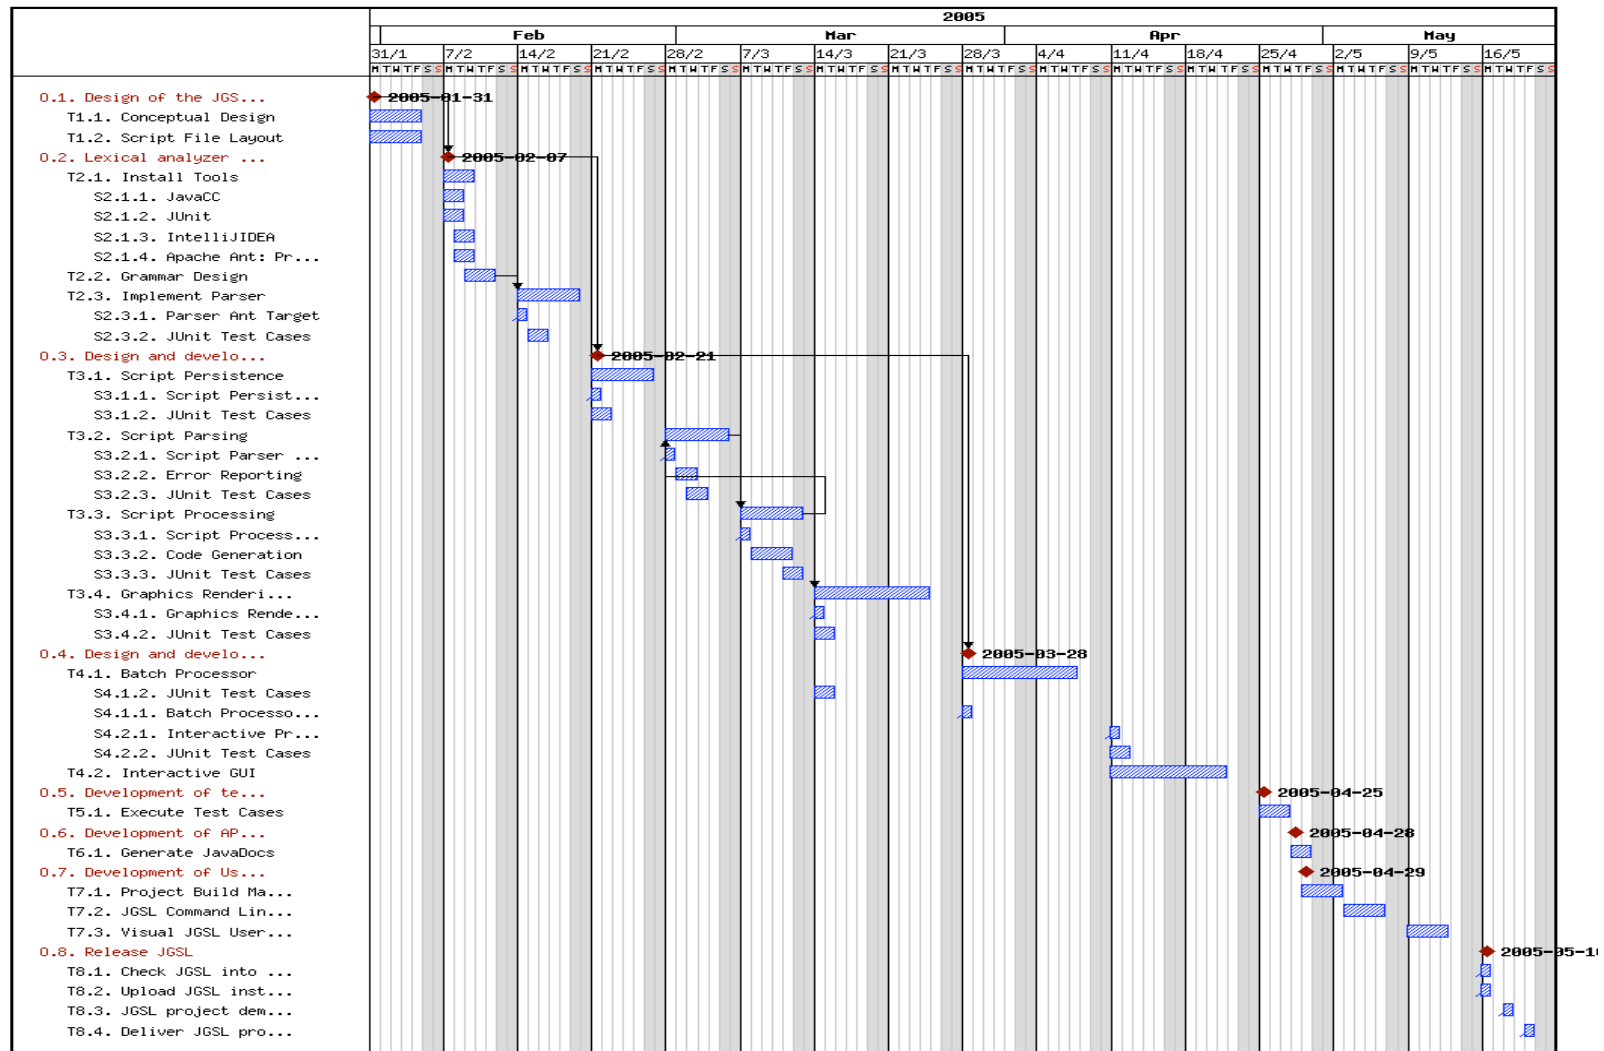 2005
Feb Mar Apr May
31/1 7/2 14/2 21/2 28/2 7/3 14/3 21/3 28/3 4/4 11/4 18/4 25/4 2/5 9/5 16/5
M T W T F S S M T W T F S S M T W T F S S M T W T F S S M T W T F S S M T W T F S S M T W T F S S M T W T F S S M T W T F S S M T W T F S S M T W T F S S M T W T F S S M T W T F S S M T W T F S S M T W T F S S M T W T F S S
O.1. Design of the JGS... 2005-01-31
T1.1. Conceptual Design
T1.2. Script File Layout
O.2. Lexical analyzer ... 2005-02-07
T2.1. Install Tools
S2.1.1. JavaCC
S2.1.2. JUnit
S2.1.3. IntelliJIDEA
S2.1.4. Apache Ant: Pr...
T2.2. Grammar Design
T2.3. Implement Parser
S2.3.1. Parser Ant Target
S2.3.2. JUnit Test Cases
O.3. Design and develo... 2005-02-21
T3.1. Script Persistence
S3.1.1. Script Persist...
S3.1.2. JUnit Test Cases
T3.2. Script Parsing
S3.2.1. Script Parser ...
S3.2.2. Error Reporting
S3.2.3. JUnit Test Cases
T3.3. Script Processing
S3.3.1. Script Process...
S3.3.2. Code Generation
S3.3.3. JUnit Test Cases
T3.4. Graphics Renderi...
S3.4.1. Graphics Rende...
S3.4.2. JUnit Test Cases
O.4. Design and develo... 2005-03-28
T4.1. Batch Processor
S4.1.2. JUnit Test Cases
S4.1.1. Batch Processo...
S4.2.1. Interactive Pr...
S4.2.2. JUnit Test Cases
T4.2. Interactive GUI
O.5. Development of te... 2005-04-25
T5.1. Execute Test Cases
O.6. Development of AP... 2005-04-28
T6.1. Generate JavaDocs
O.7. Development of Us... 2005-04-29
T7.1. Project Build Ma...
T7.2. JGSL Command Lin...
T7.3. Visual JGSL User...
O.8. Release JGSL 2005-05-1
T8.1. Check JGSL into ...
T8.2. Upload JGSL inst...
T8.3. JGSL project dem...
T8.4. Deliver JGSL pro...